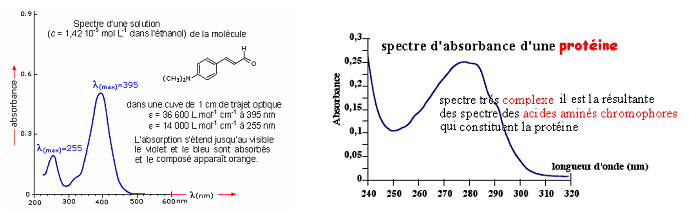 Spectre d'une solution
(c = 1,42 10⁻⁵ mol L⁻¹ dans l'éthanol) de la molécule
0.9
0.6
0.3
0
absorbance
λ(max)=395
λ(max)=255
(CH₃)₂N
O
H
dans une cuve de 1 cm de trajet optique
ε = 36 600 L mol⁻¹ cm⁻¹ à 395 nm
ε = 14 000 L mol⁻¹ cm⁻¹ à 255 nm
L'absorption s'étend jusqu'au visible
le violet et le bleu sont absorbés
et le composé apparaît orange.
200 300 400 500 600nm
λ(nm)
spectre d'absorbance d'une protéine
Absorbance
0,3
0,25
0,2
0,15
0,1
0,05
0
spectre très complexe il est la résultante
des spectre des acides aminés chromophores
qui constituent la protéine
longueur d'onde (nm)
240 250 260 270 280 290 300 310 320